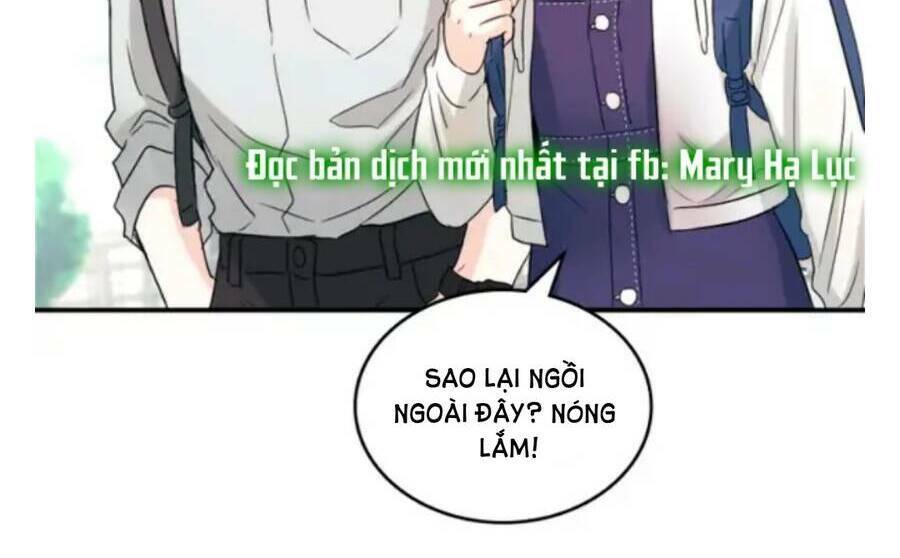 Đọc bản dịch mới nhất tại fb: Mary Hạ Lục
SAO LẠI NGỒI
NGOÀI ĐÂY? NÓNG
LẮM!